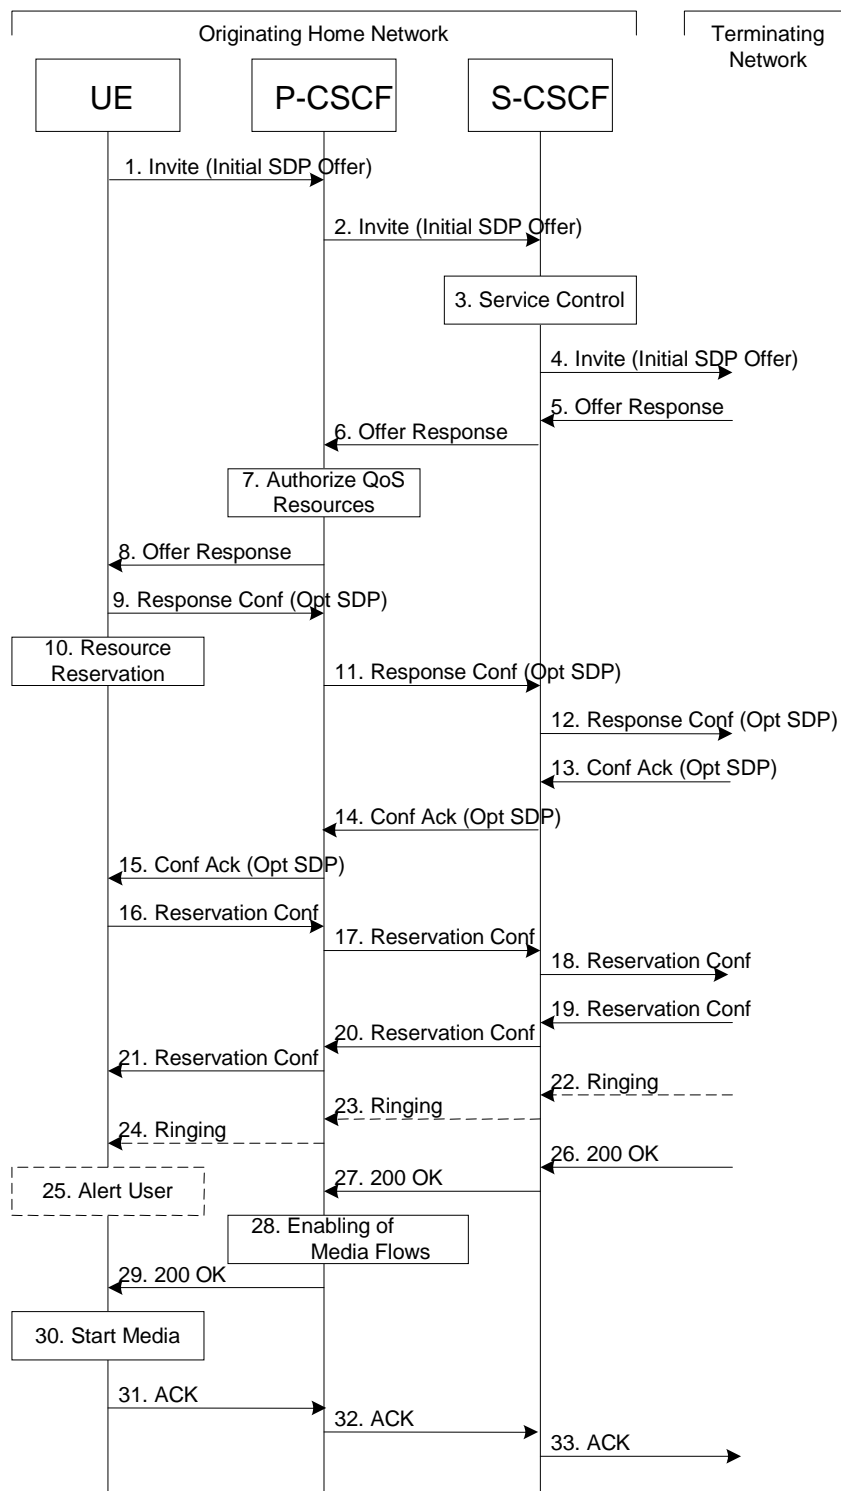 Originating Home Network
Terminating
Network
UE
P-CSCF
S-CSCF
1. Invite (Initial SDP Offer)
2. Invite (Initial SDP Offer)
3. Service Control
4. Invite (Initial SDP Offer)
5. Offer Response
6. Offer Response
7. Authorize QoS
Resources
8. Offer Response
9. Response Conf (Opt SDP)
10. Resource
Reservation
11. Response Conf (Opt SDP)
12. Response Conf (Opt SDP)
13. Conf Ack (Opt SDP)
14. Conf Ack (Opt SDP)
15. Conf Ack (Opt SDP)
16. Reservation Conf
17. Reservation Conf
18. Reservation Conf
19. Reservation Conf
20. Reservation Conf
21. Reservation Conf
22. Ringing
23. Ringing
24. Ringing
25. Alert User
26. 200 OK
27. 200 OK
28. Enabling of
Media Flows
29. 200 OK
30. Start Media
31. ACK
32. ACK
33. ACK